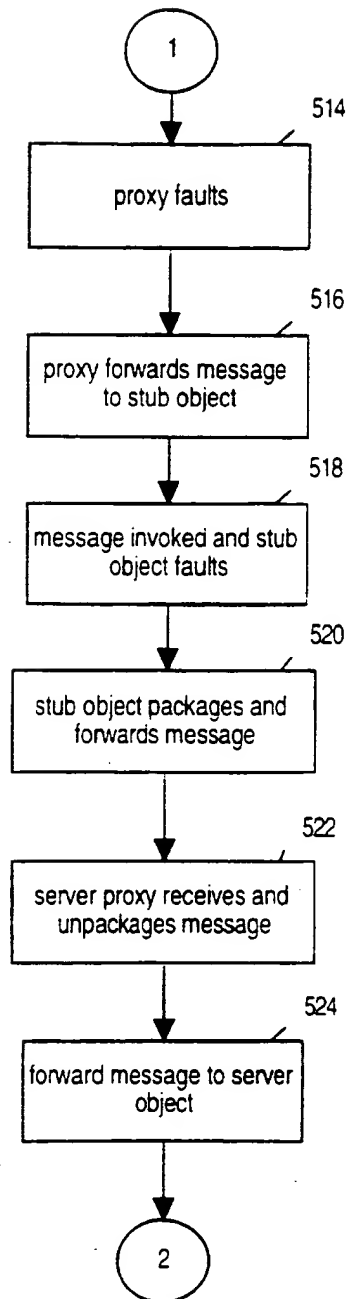 1
514
proxy faults
516
proxy forwards message
to stub object
518
message invoked and stub
object faults
520
stub object packages and
forwards message
522
server proxy receives and
unpackages message
524
forward message to server
object
2